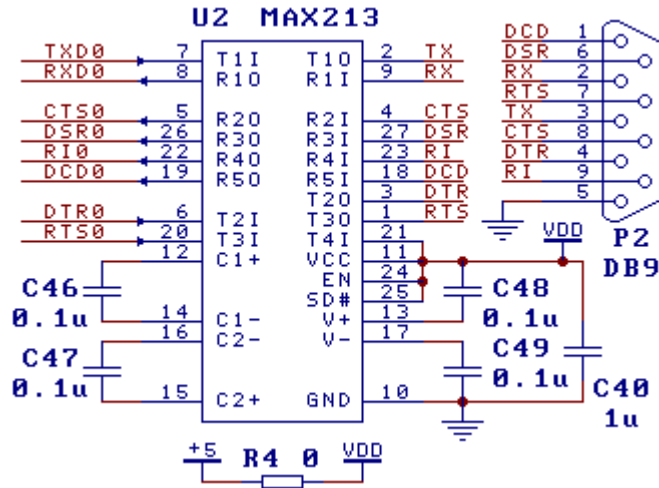 U2 MAX213
TXD0 7 T1I T1O 2 TX
RXD0 8 R1O R1I 9 RX
CTS0 5 R2O R2I 4 CTS
DSR0 26 R3O R3I 27 DSR
RI0 22 R4O R4I 23 RI
DCD0 19 R5O R5I 18 DCD
T2O 3 DTR
DTR0 6 T2I T3O 1 RTS
RTS0 20 T3I T4I 21
12 C1+ VCC 11
EN 24
SD# 25
14 C1- V+ 13
16 C2- V- 17
15 C2+ GND 10
C46
0.1u
C47
0.1u
C48
0.1u
C49
0.1u
C40
1u
VDD
DCD 1
DSR 6
RX 2
RTS 7
TX 3
CTS 8
DTR 4
RI 9
5
P2
DB9
+5 R4 0 VDD